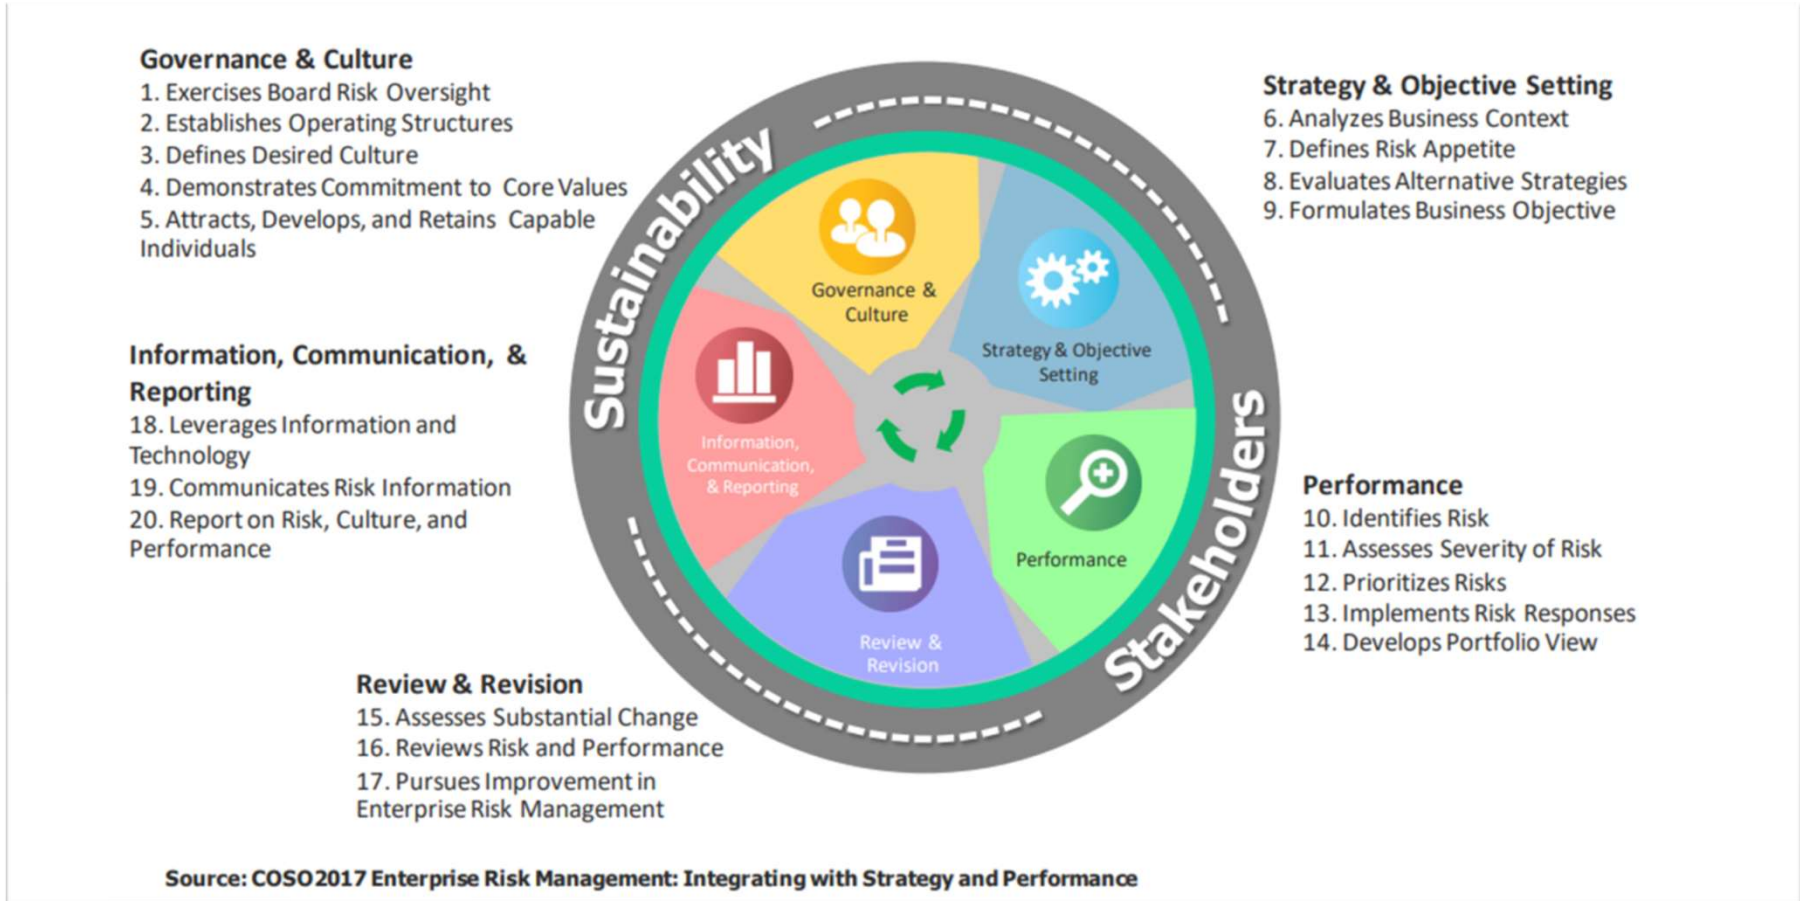 Governance & Culture
1. Exercises Board Risk Oversight
2. Establishes Operating Structures
3. Defines Desired Culture
4. Demonstrates Commitment to Core Values
5. Attracts, Develops, and Retains Capable
Individuals
Strategy & Objective Setting
6. Analyzes Business Context
7. Defines Risk Appetite
8. Evaluates Alternative Strategies
9. Formulates Business Objective
Sustainability
Stakeholders
Governance &
Culture
Strategy & Objective
Setting
Performance
Review &
Revision
Information,
Communication,
& Reporting
Information, Communication, &
Reporting
18. Leverages Information and
Technology
19. Communicates Risk Information
20. Report on Risk, Culture, and
Performance
Performance
10. Identifies Risk
11. Assesses Severity of Risk
12. Prioritizes Risks
13. Implements Risk Responses
14. Develops Portfolio View
Review & Revision
15. Assesses Substantial Change
16. Reviews Risk and Performance
17. Pursues Improvement in
Enterprise Risk Management
Source: COSO2017 Enterprise Risk Management: Integrating with Strategy and Performance